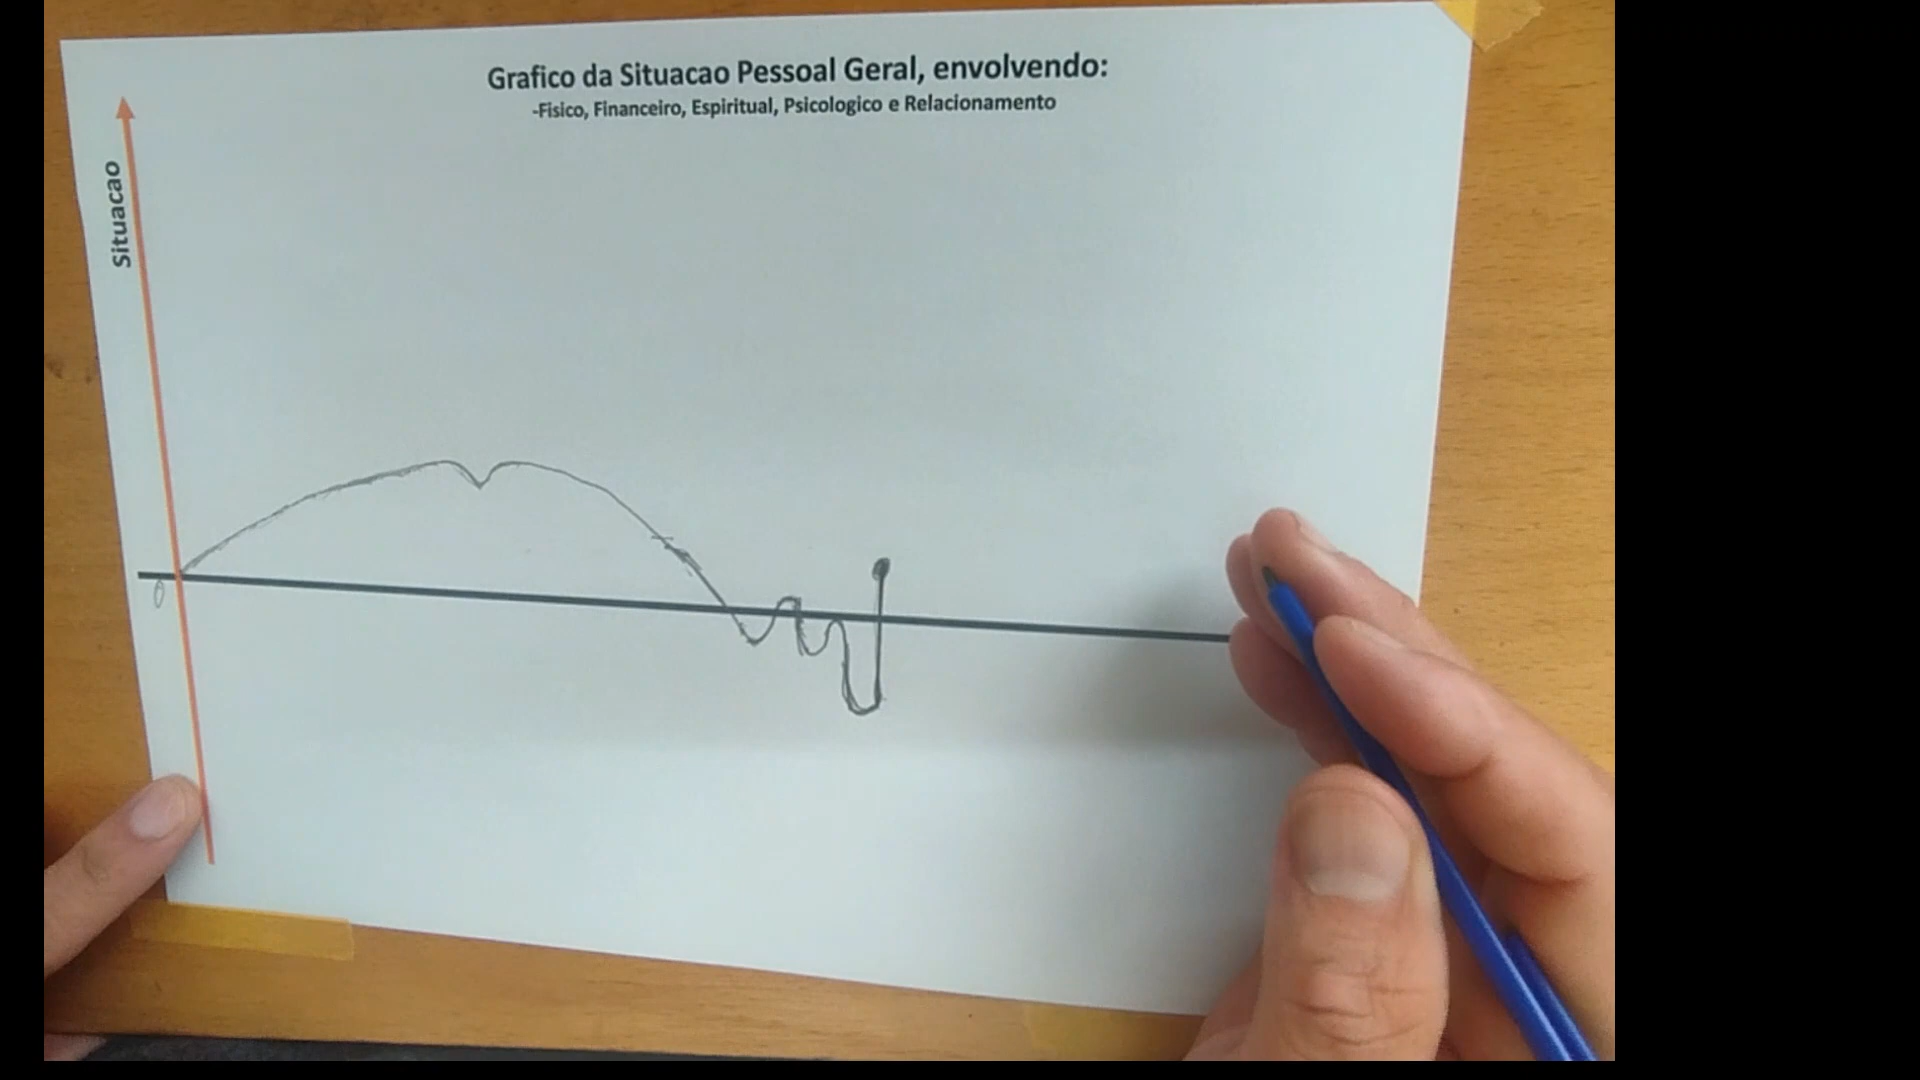 Grafico da Situacao Pessoal Geral, envolvendo:
-Fisico, Financeiro, Espiritual, Psicologico e Relacionamento
Situacao
0